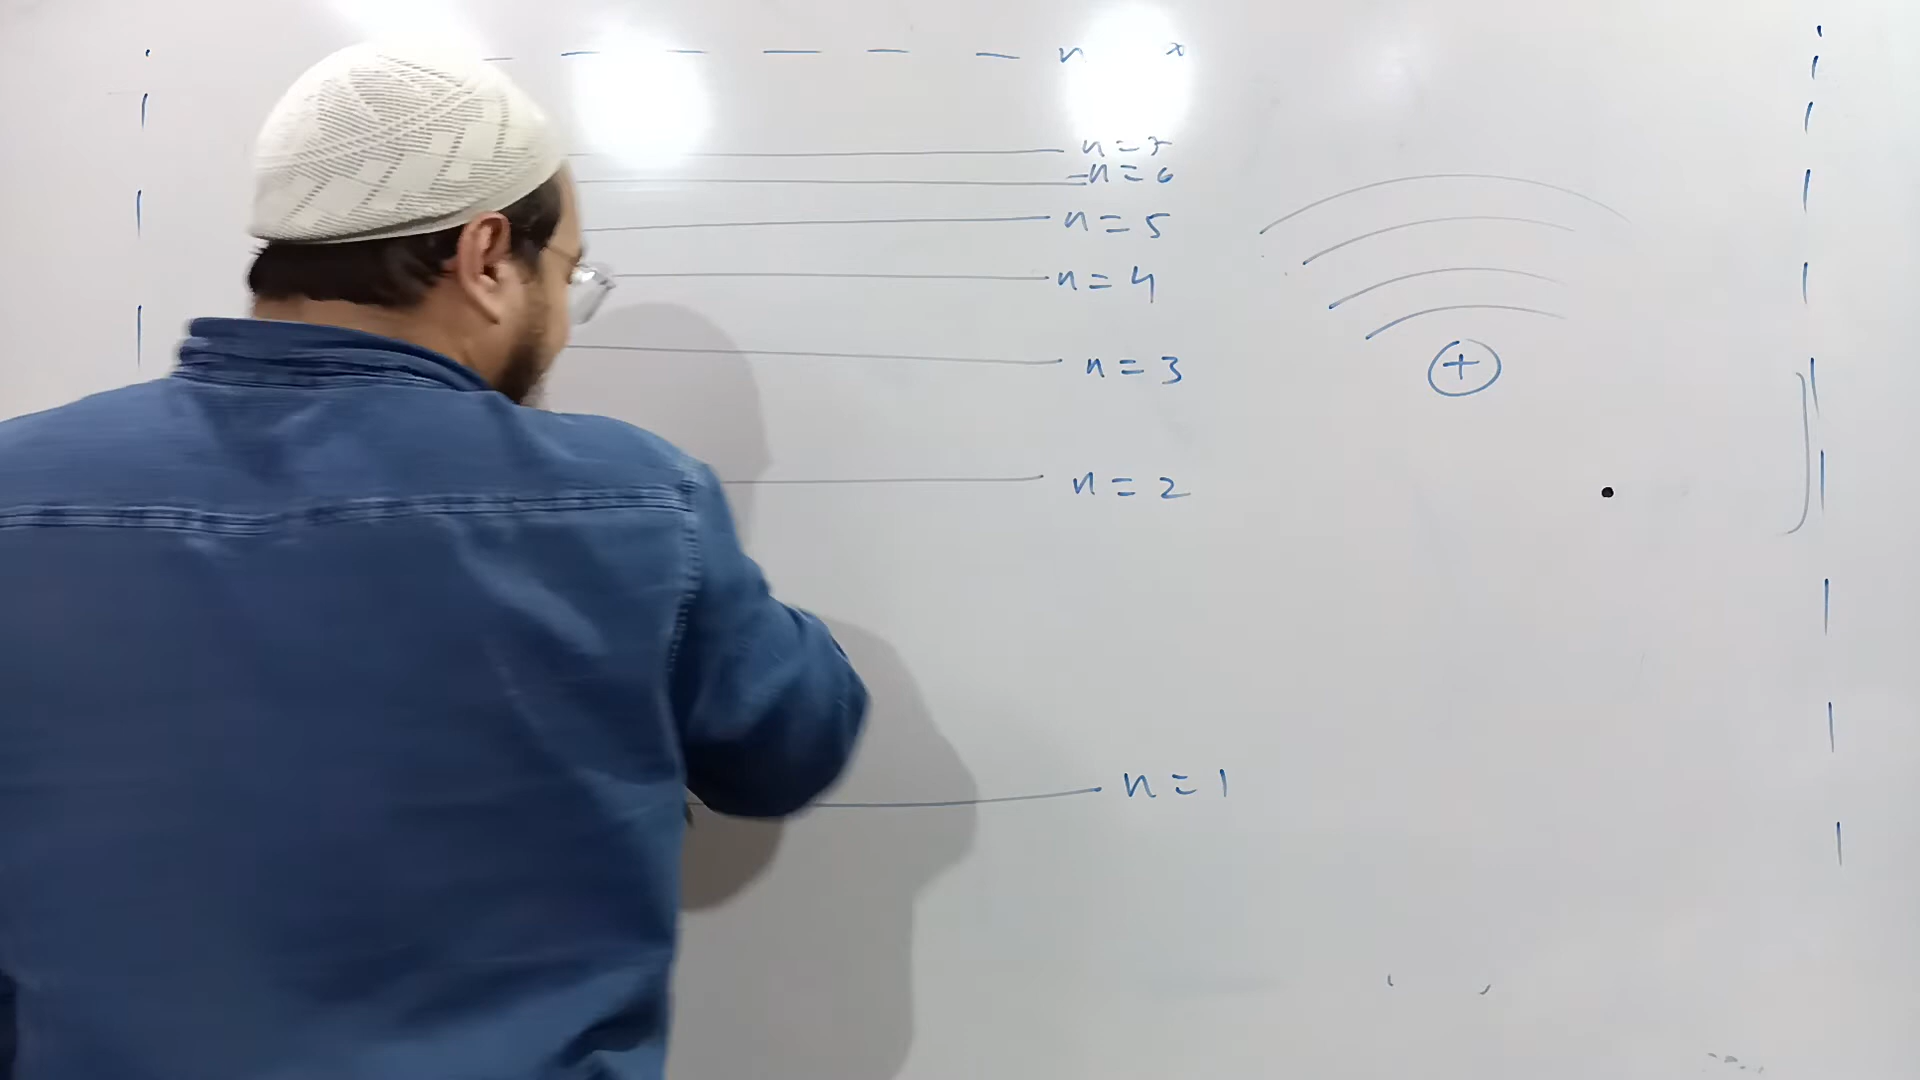 n ∞
n = 7
n = 6
n = 5
n = 4
n = 3
+
n = 2
n = 1